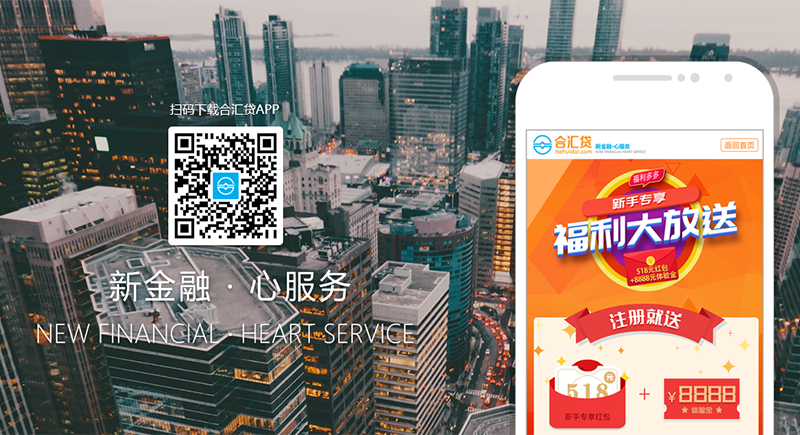 扫码下载合汇贷APP
新金融 · 心服务
NEW FINANCIAL · HEART SERVICE
合汇贷
hehuidai.com
新金融·心服务
NEW FINANCIAL·HEART SERVICE
返回首页
福利多多
新手专享
福利大放送
518元红包
+8888元体验金
注册就送
518元
新手专享红包
+
¥8888
★体验金★